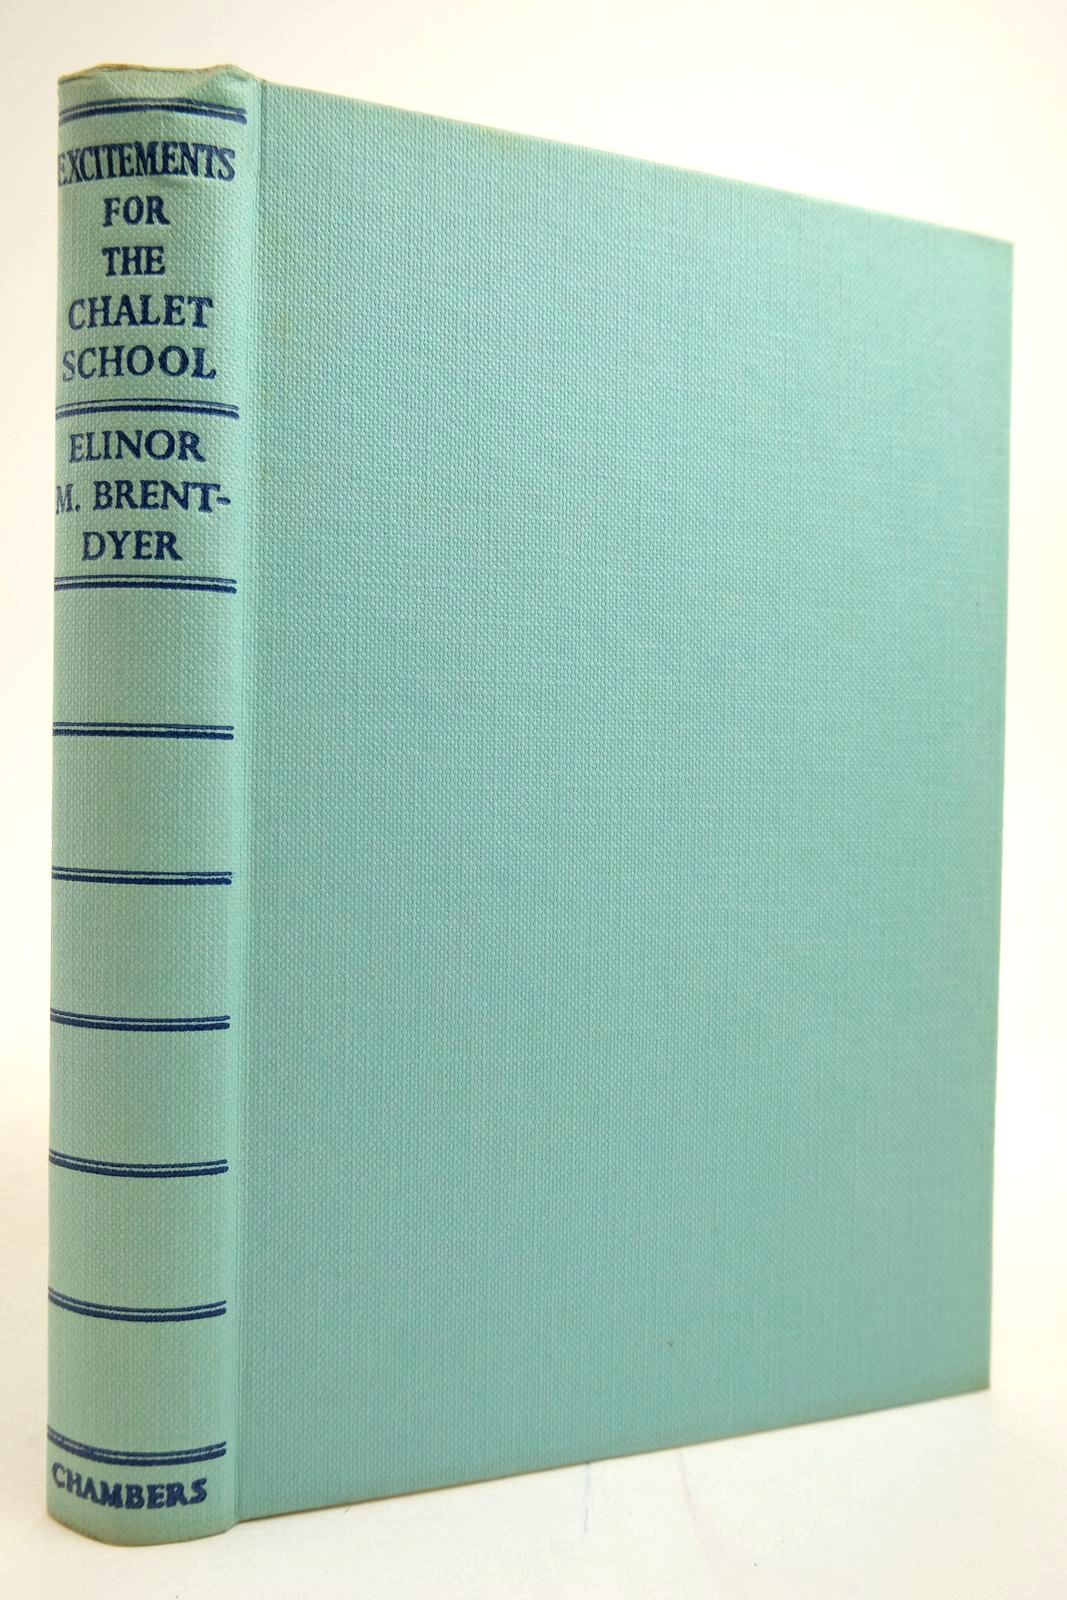 EXCITEMENTS
FOR
THE
CHALET
SCHOOL
ELINOR
M. BRENT-
DYER
CHAMBERS